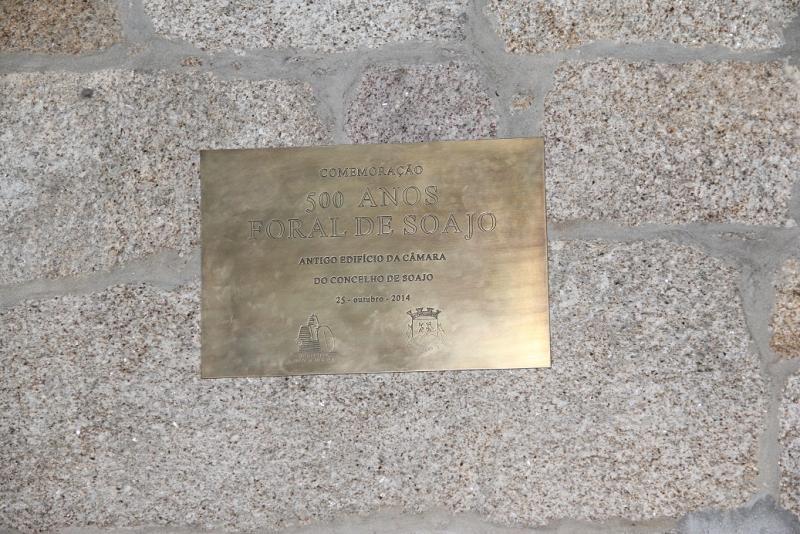 COMEMORAÇÃO
500 ANOS
FORAL DE SOAJO
ANTIGO EDIFÍCIO DA CÂMARA
DO CONCELHO DE SOAJO
25 - outubro - 2014